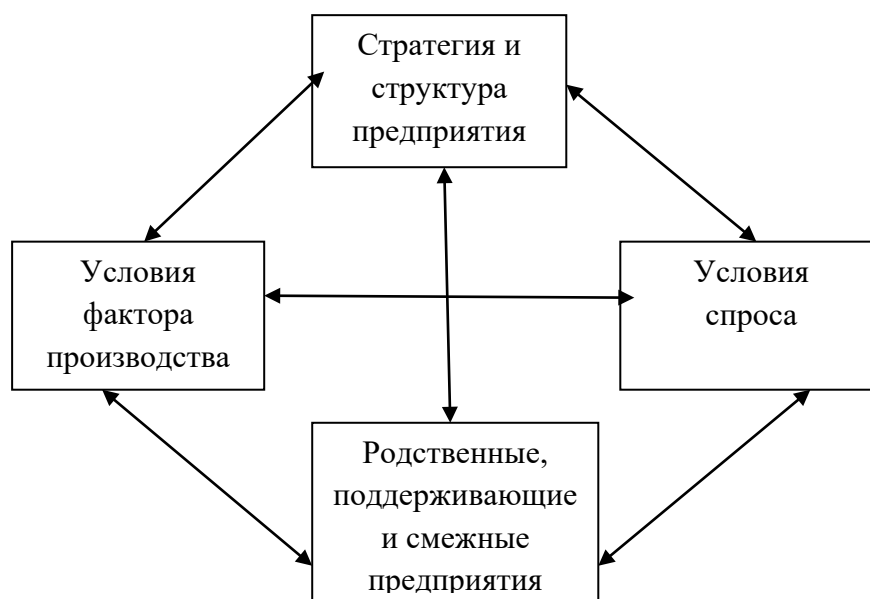 Стратегия и
структура
предприятия
Условия
фактора
производства
Условия
спроса
Родственные,
поддерживающие
и смежные
предприятия